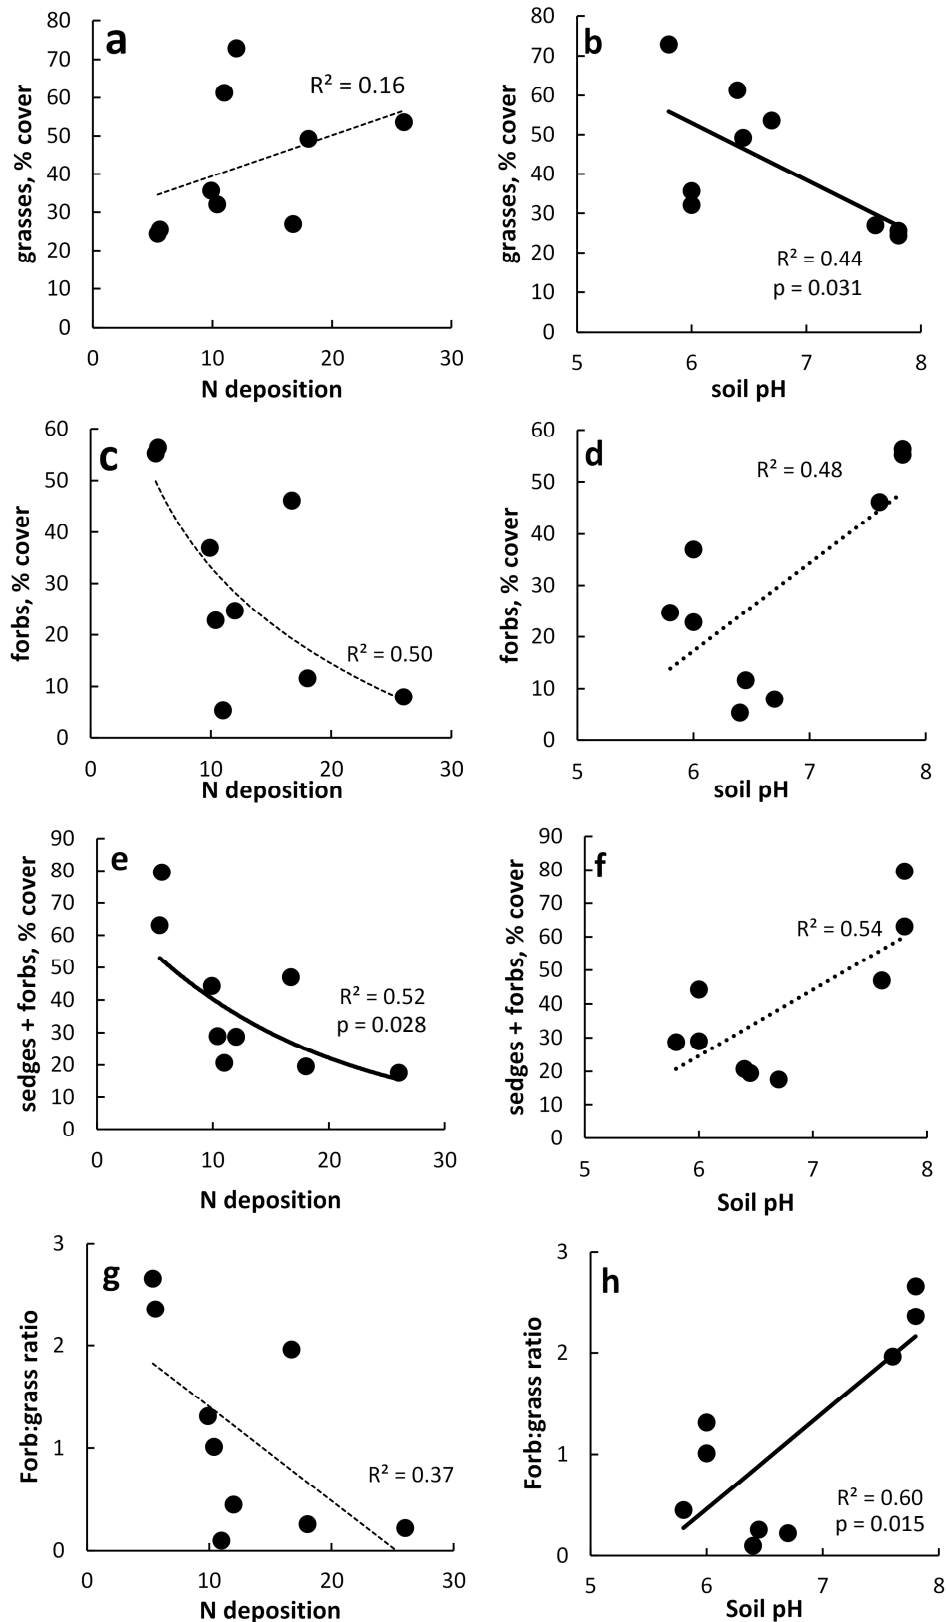 a
grasses, % cover
80
70
60
50
40
30
20
10
0
R² = 0.16
0 10 20 30
N deposition
b
grasses, % cover
80
70
60
50
40
30
20
10
0
R² = 0.44
p = 0.031
5 6 7 8
soil pH
c
forbs, % cover
60
50
40
30
20
10
0
R² = 0.50
0 10 20 30
N deposition
d
forbs, % cover
60
50
40
30
20
10
0
R² = 0.48
5 6 7 8
soil pH
e
sedges + forbs, % cover
90
80
70
60
50
40
30
20
10
0
R² = 0.52
p = 0.028
0 10 20 30
N deposition
f
sedges + forbs, % cover
90
80
70
60
50
40
30
20
10
0
R² = 0.54
5 6 7 8
Soil pH
g
Forb:grass ratio
3
2
1
0
R² = 0.37
0 10 20 30
N deposition
h
Forb:grass ratio
3
2
1
0
R² = 0.60
p = 0.015
5 6 7 8
Soil pH